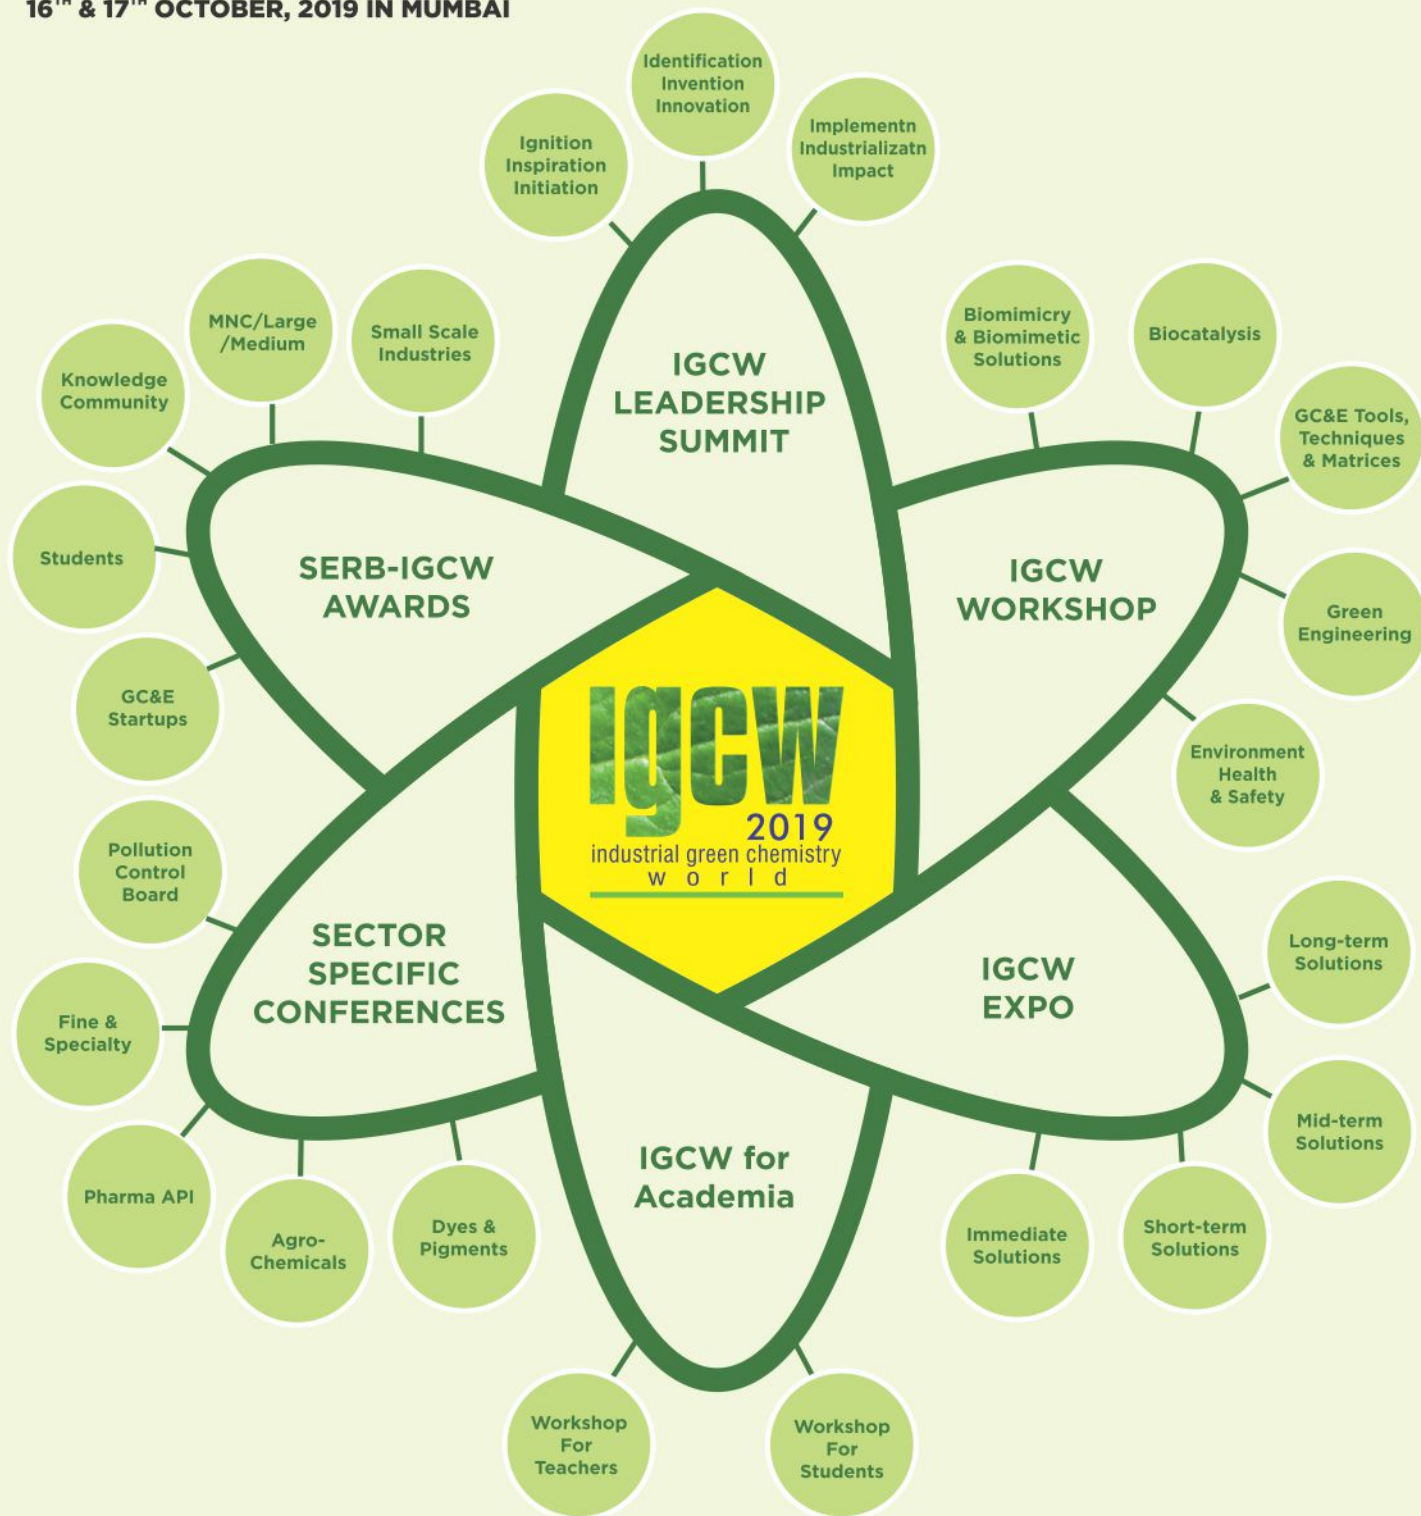 16TH & 17TH OCTOBER, 2019 IN MUMBAI
Identification
Invention
Innovation
Ignition
Inspiration
Initiation
Implementn
Industrializatn
Impact
IGCW
LEADERSHIP
SUMMIT
Knowledge
Community
MNC/Large
/Medium
Small Scale
Industries
Students
GC&E
Startups
SERB-IGCW
AWARDS
Biomimicry
& Biomimetic
Solutions
Biocatalysis
GC&E Tools,
Techniques
& Matrices
Green
Engineering
Environment
Health
& Safety
IGCW
WORKSHOP
igcw
2019
industrial green chemistry
world
Pollution
Control
Board
Fine &
Specialty
Pharma API
Agro-
Chemicals
Dyes &
Pigments
SECTOR
SPECIFIC
CONFERENCES
IGCW
EXPO
Long-term
Solutions
Mid-term
Solutions
Short-term
Solutions
Immediate
Solutions
IGCW for
Academia
Workshop
For
Teachers
Workshop
For
Students